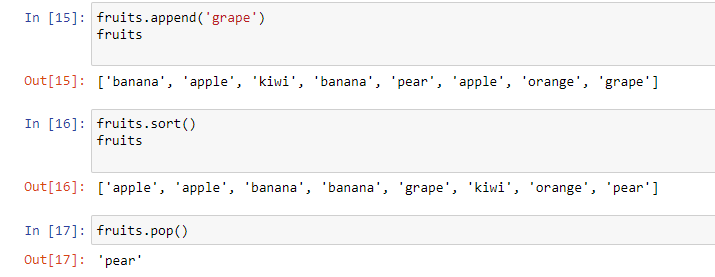 In [15]: fruits.append('grape')
fruits
Out[15]: ['banana', 'apple', 'kiwi', 'banana', 'pear', 'apple', 'orange', 'grape']
In [16]: fruits.sort()
fruits
Out[16]: ['apple', 'apple', 'banana', 'banana', 'grape', 'kiwi', 'orange', 'pear']
In [17]: fruits.pop()
Out[17]: 'pear'